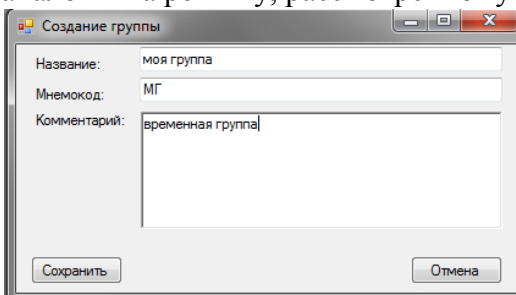 Создание группы
Название: моя группа
Мнемокод: МГ
Комментарий: временная группа
Сохранить Отмена